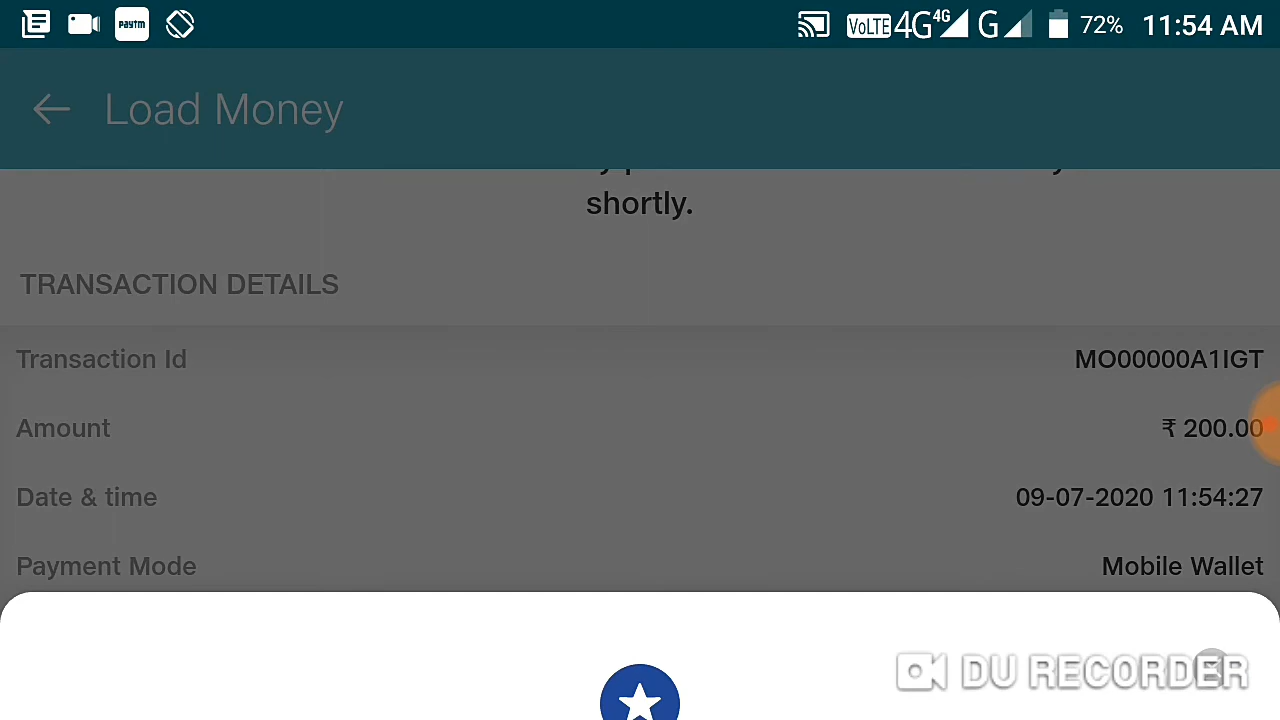 paytm VoLTE 4G 4G G 72% 11:54 AM
Load Money
shortly.
TRANSACTION DETAILS
Transaction Id MO00000A1IGT
Amount ₹ 200.00
Date & time 09-07-2020 11:54:27
Payment Mode Mobile Wallet
DU RECORDER